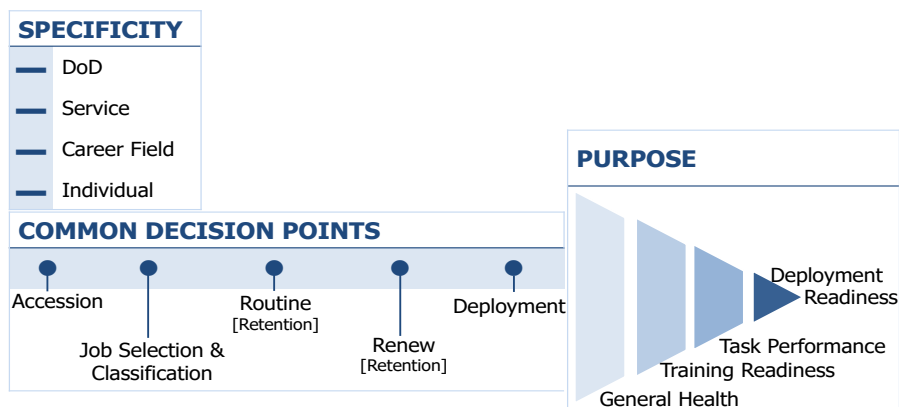 SPECIFICITY
DoD
Service
Career Field
Individual
COMMON DECISION POINTS
Accession
Job Selection &
Classification
Routine
[Retention]
Renew
[Retention]
Deployment
PURPOSE
Deployment
Readiness
Task Performance
Training Readiness
General Health